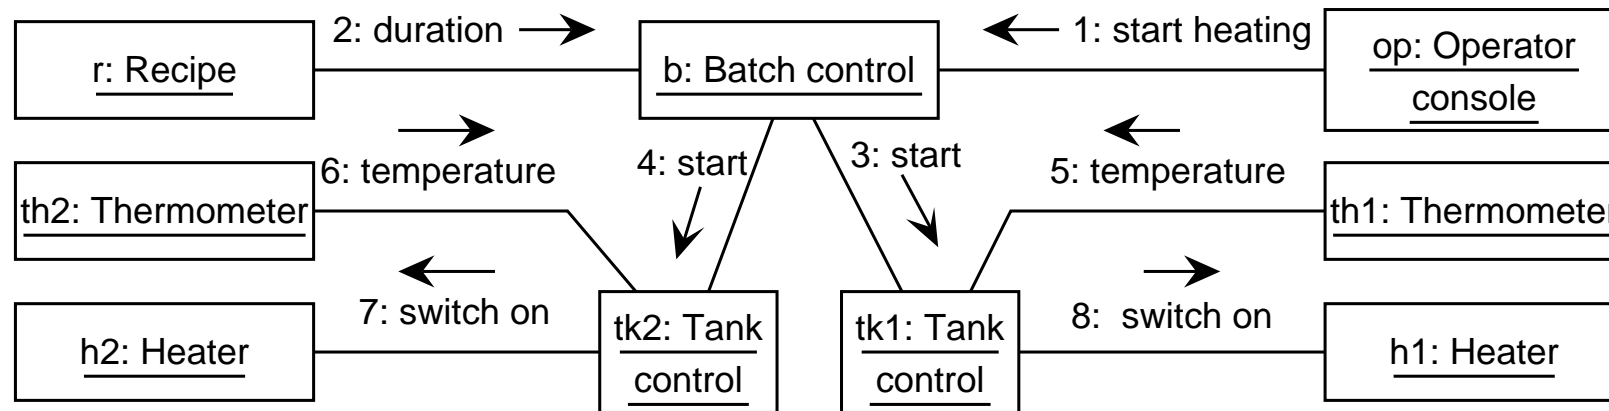 2: duration
1: start heating
r: Recipe
b: Batch control
op: Operator
console
6: temperature
4: start
3: start
5: temperature
th2: Thermometer
th1: Thermometer
7: switch on
8: switch on
h2: Heater
tk2: Tank
control
tk1: Tank
control
h1: Heater